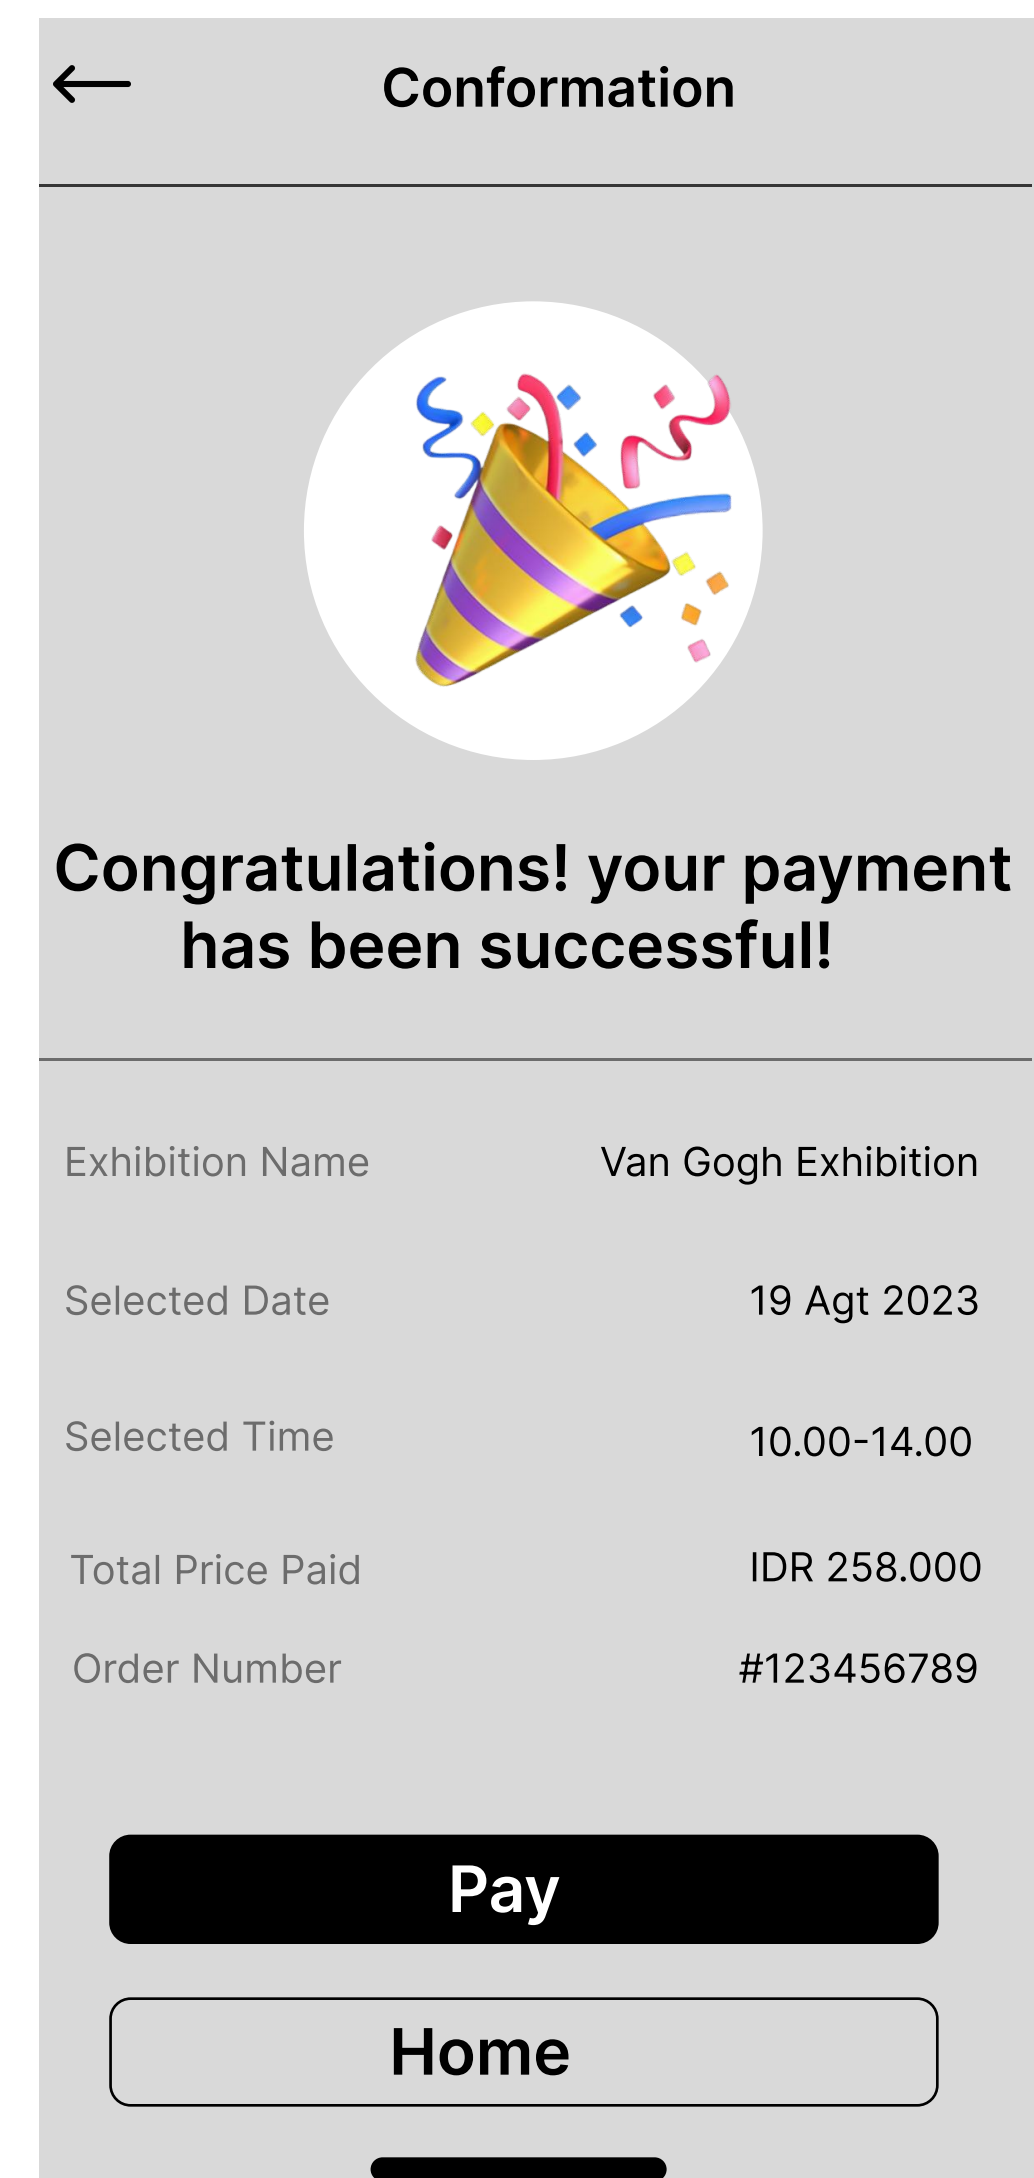 Conformation
Congratulations! your payment
has been successful!
Exhibition Name Van Gogh Exhibition
Selected Date 19 Agt 2023
Selected Time 10.00-14.00
Total Price Paid IDR 258.000
Order Number #123456789
Pay
Home